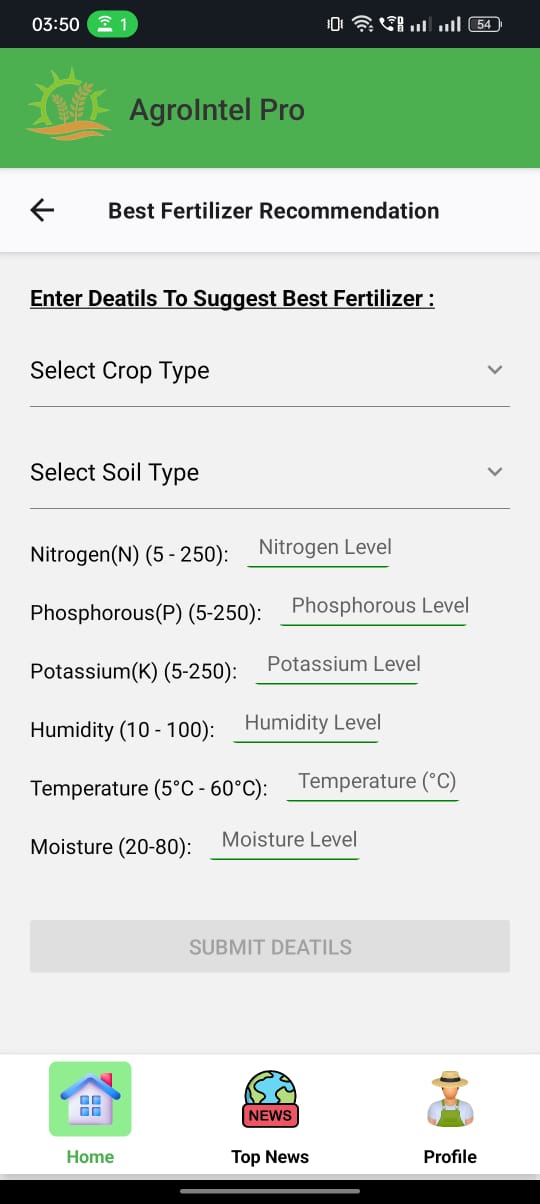 03:50 1 54
AgroIntel Pro
Best Fertilizer Recommendation
Enter Deatils To Suggest Best Fertilizer :
Select Crop Type
Select Soil Type
Nitrogen(N) (5 - 250): Nitrogen Level
Phosphorous(P) (5-250): Phosphorous Level
Potassium(K) (5-250): Potassium Level
Humidity (10 - 100): Humidity Level
Temperature (5°C - 60°C): Temperature (°C)
Moisture (20-80): Moisture Level
SUBMIT DEATILS
NEWS
Home Top News Profile